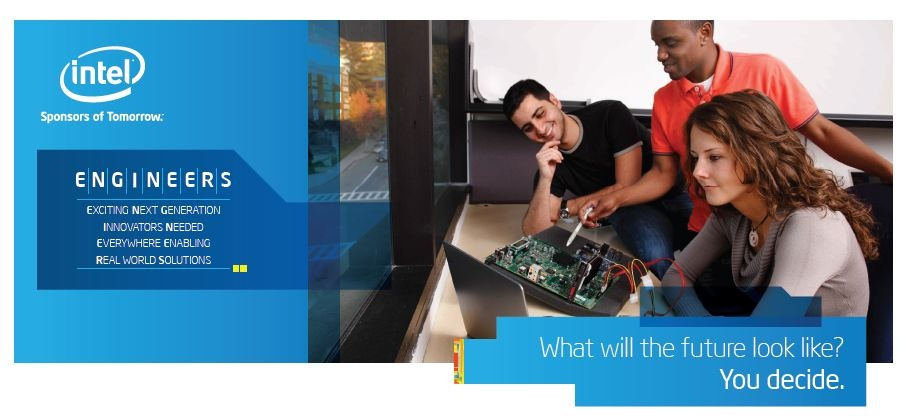 intel
Sponsors of Tomorrow.™
ENGINEERS
EXCITING NEXT GENERATION
INNOVATORS NEEDED
EVERYWHERE ENABLING
REAL WORLD SOLUTIONS
What will the future look like?
You decide.